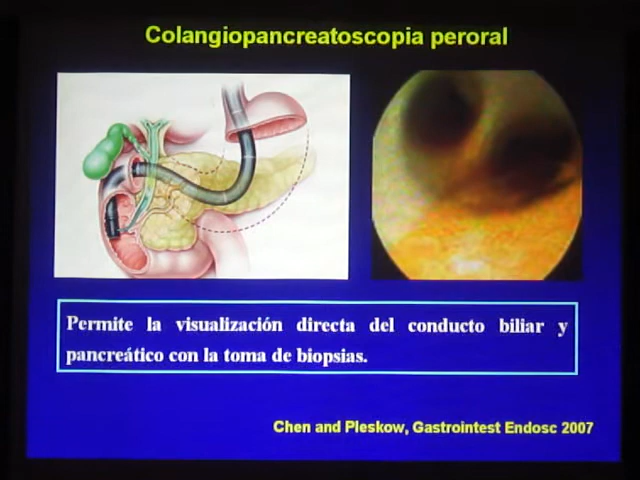 Colangiopancreatoscopia peroral
Permite la visualización directa del conducto biliar y
pancreático con la toma de biopsias.
Chen and Pleskow, Gastrointest Endosc 2007